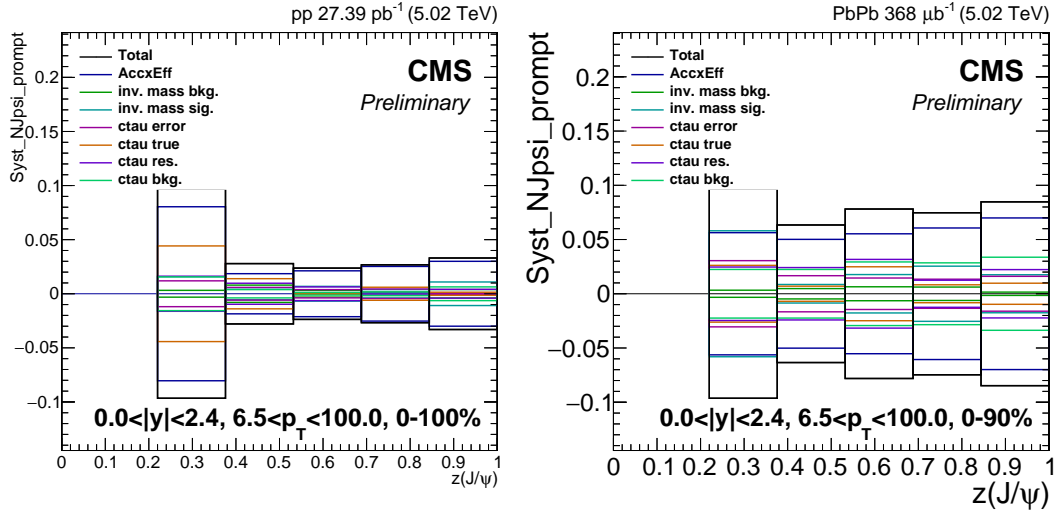 pp 27.39 pb⁻¹ (5.02 TeV)
Syst_NJpsi_prompt
0.2
0.15
0.1
0.05
0
−0.05
−0.1
Total
AccxEff
inv. mass bkg.
inv. mass sig.
ctau error
ctau true
ctau res.
ctau bkg.
CMS
Preliminary
0.0<|y|<2.4, 6.5<p_T<100.0, 0-100%
0 0.1 0.2 0.3 0.4 0.5 0.6 0.7 0.8 0.9 1
z(J/ψ)
PbPb 368 μb⁻¹ (5.02 TeV)
Syst_NJpsi_prompt
0.2
0.15
0.1
0.05
0
−0.05
−0.1
Total
AccxEff
inv. mass bkg.
inv. mass sig.
ctau error
ctau true
ctau res.
ctau bkg.
CMS
Preliminary
0.0<|y|<2.4, 6.5<p_T<100.0, 0-90%
0 0.1 0.2 0.3 0.4 0.5 0.6 0.7 0.8 0.9 1
z(J/ψ)